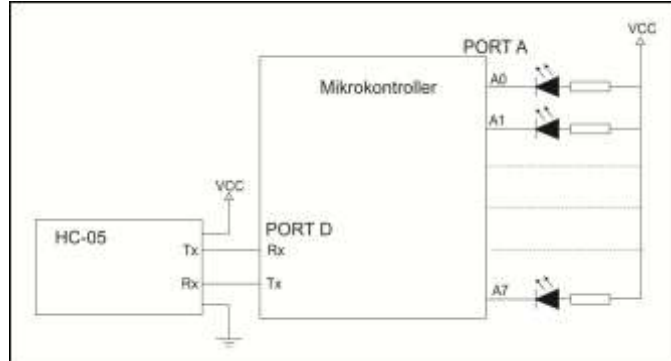 PORT A
VCC
Mikrokontroller
A0
A1
VCC
HC-05
PORT D
Tx
Rx
Rx
Tx
A7